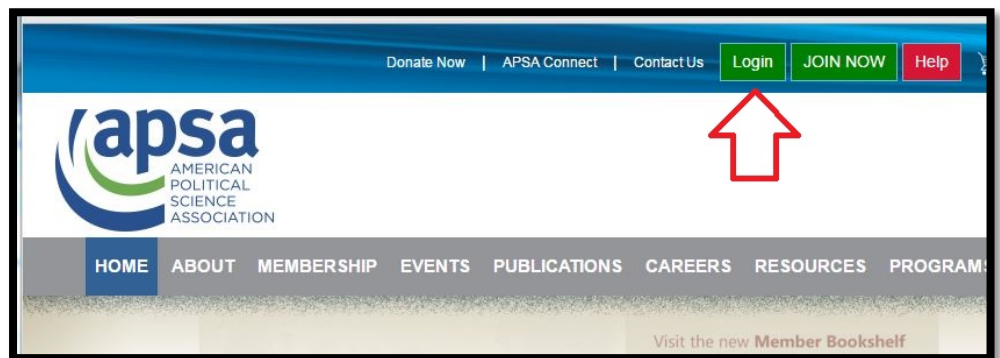 Donate Now | APSA Connect | Contact Us Login JOIN NOW Help
apsa
AMERICAN
POLITICAL
SCIENCE
ASSOCIATION
HOME ABOUT MEMBERSHIP EVENTS PUBLICATIONS CAREERS RESOURCES PROGRAMS
Visit the new Member Bookshelf